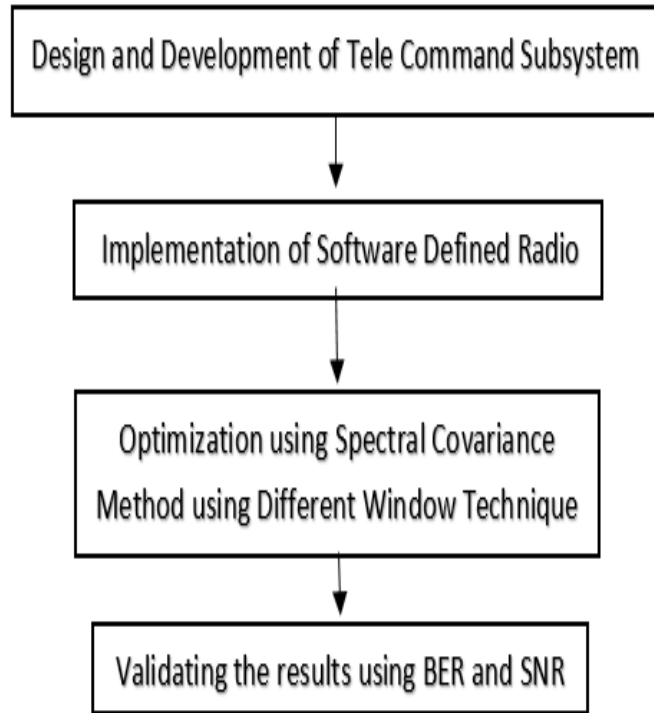 Design and Development of Tele Command Subsystem
Implementation of Software Defined Radio
Optimization using Spectral Covariance
Method using Different Window Technique
Validating the results using BER and SNR